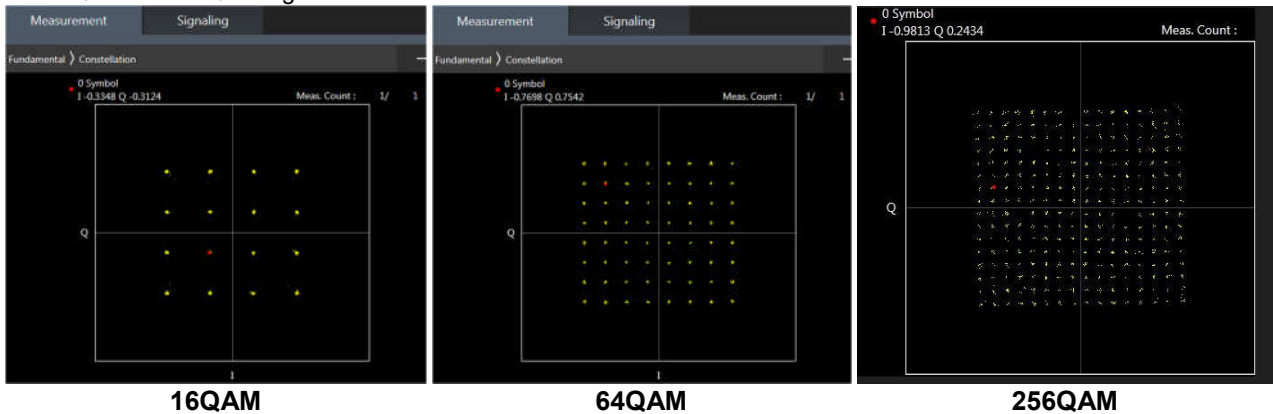 Measurement Signaling
Fundamental 〉 Constellation
0 Symbol
I -0.3348 Q -0.3124 Meas. Count : 1/ 1
Q
I
16QAM
Measurement Signaling
Fundamental 〉 Constellation
0 Symbol
I -0.7698 Q 0.7542 Meas. Count : 1/ 1
Q
I
64QAM
0 Symbol
I -0.9813 Q 0.2434 Meas. Count :
Q
256QAM